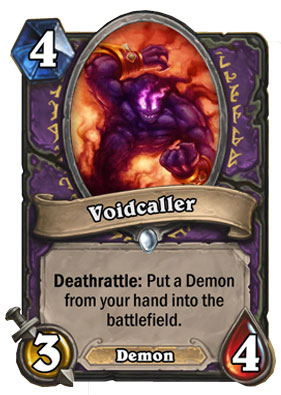 4
Voidcaller
Deathrattle: Put a Demon
from your hand into the
battlefield.
Demon
3
4